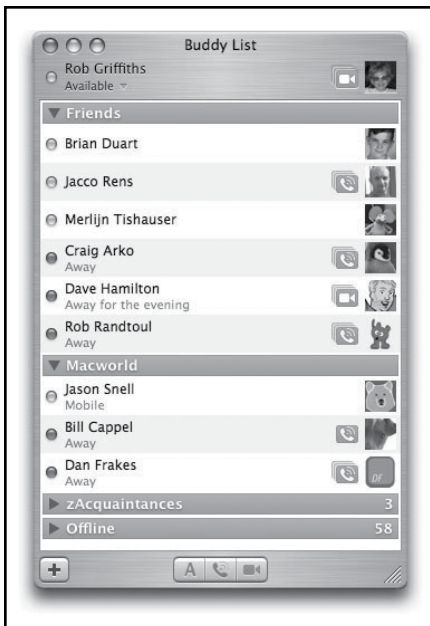 Buddy List
Rob Griffiths
Available
Friends
Brian Duart
Jacco Rens
Merlijn Tishauser
Craig Arko
Away
Dave Hamilton
Away for the evening
Rob Randtoul
Away
Macworld
Jason Snell
Mobile
Bill Cappel
Away
Dan Frakes
Away
DF
zAcquaintances 3
Offline 58
A